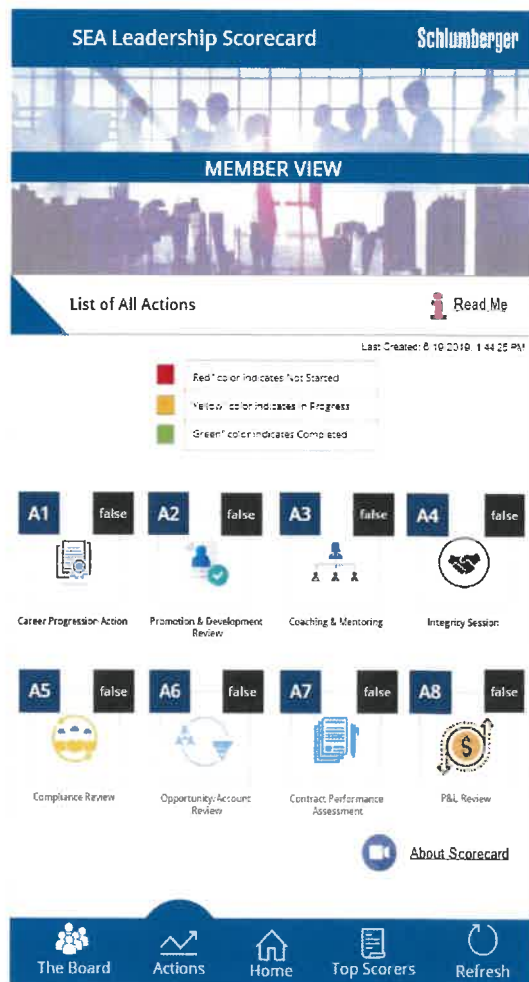 SEA Leadership Scorecard
Schlumberger
MEMBER VIEW
List of All Actions
Read Me
Last Created: 6/19/2019, 1:44:25 PM
Red" color indicates Not Started
"Yellow" color indicates In Progress
Green" color indicates Completed
A1 false A2 false A3 false A4 false
Career Progression Action
Promotion & Development
Review
Coaching & Mentoring
Integrity Session
A5 false A6 false A7 false A8 false
Compliance Review
Opportunity/Account
Review
Contract Performance
Assessment
P&L Review
$
About Scorecard
The Board
Actions
Home
Top Scorers
Refresh